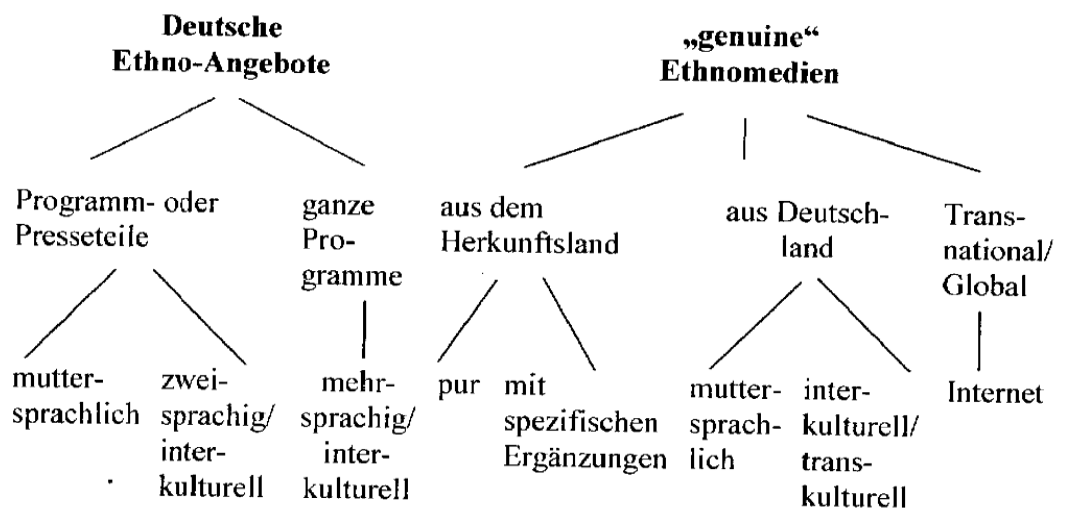 Deutsche
Ethno-Angebote
„genuine“
Ethnomedien
Programm- oder
Presseteile
ganze
Pro-
gramme
aus dem
Herkunftsland
aus Deutsch-
land
Trans-
national/
Global
mutter-
sprachlich
zwei-
sprachig/
inter-
kulturell
mehr-
sprachig/
inter-
kulturell
pur
mit
spezifischen
Ergänzungen
mutter-
sprach-
lich
inter-
kulturell/
trans-
kulturell
Internet